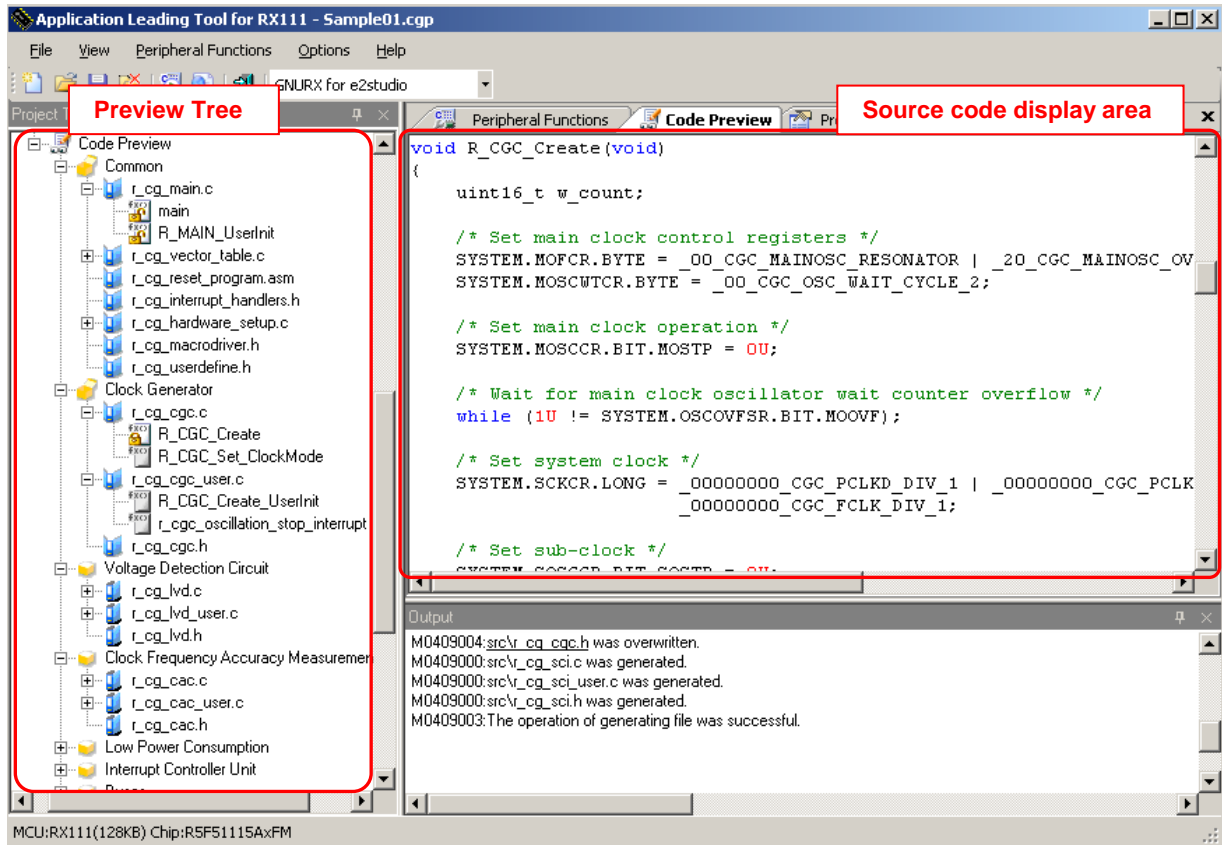 Application Leading Tool for RX111 - Sample01.cgp
File View Peripheral Functions Options Help
GNURX for e2studio
Project T
Preview Tree
Code Preview
Common
r_cg_main.c
main
R_MAIN_UserInit
r_cg_vector_table.c
r_cg_reset_program.asm
r_cg_interrupt_handlers.h
r_cg_hardware_setup.c
r_cg_macrodriver.h
r_cg_userdefine.h
Clock Generator
r_cg_cgc.c
R_CGC_Create
R_CGC_Set_ClockMode
r_cg_cgc_user.c
R_CGC_Create_UserInit
r_cgc_oscillation_stop_interrupt
r_cg_cgc.h
Voltage Detection Circuit
r_cg_lvd.c
r_cg_lvd_user.c
r_cg_lvd.h
Clock Frequency Accuracy Measuremen
r_cg_cac.c
r_cg_cac_user.c
r_cg_cac.h
Low Power Consumption
Interrupt Controller Unit
Peripheral Functions Code Preview Pr
Source code display area
void R_CGC_Create(void)
{
uint16_t w_count;
/* Set main clock control registers */
SYSTEM.MOFCR.BYTE = _00_CGC_MAINOSC_RESONATOR | _20_CGC_MAINOSC_OV
SYSTEM.MOSCWTCR.BYTE = _00_CGC_OSC_WAIT_CYCLE_2;
/* Set main clock operation */
SYSTEM.MOSCCR.BIT.MOSTP = 0U;
/* Wait for main clock oscillator wait counter overflow */
while (1U != SYSTEM.OSCOVFSR.BIT.MOOVF);
/* Set system clock */
SYSTEM.SCKCR.LONG = _00000000_CGC_PCLKD_DIV_1 | _00000000_CGC_PCLK
_00000000_CGC_FCLK_DIV_1;
/* Set sub-clock */
SYSTEM.SOSCCR.BIT.SOSTP = 0U;
Output
M0409004:src\r_cg_cgc.h was overwritten.
M0409000:src\r_cg_sci.c was generated.
M0409000:src\r_cg_sci_user.c was generated.
M0409000:src\r_cg_sci.h was generated.
M0409003:The operation of generating file was successful.
MCU:RX111(128KB) Chip:R5F51115AxFM